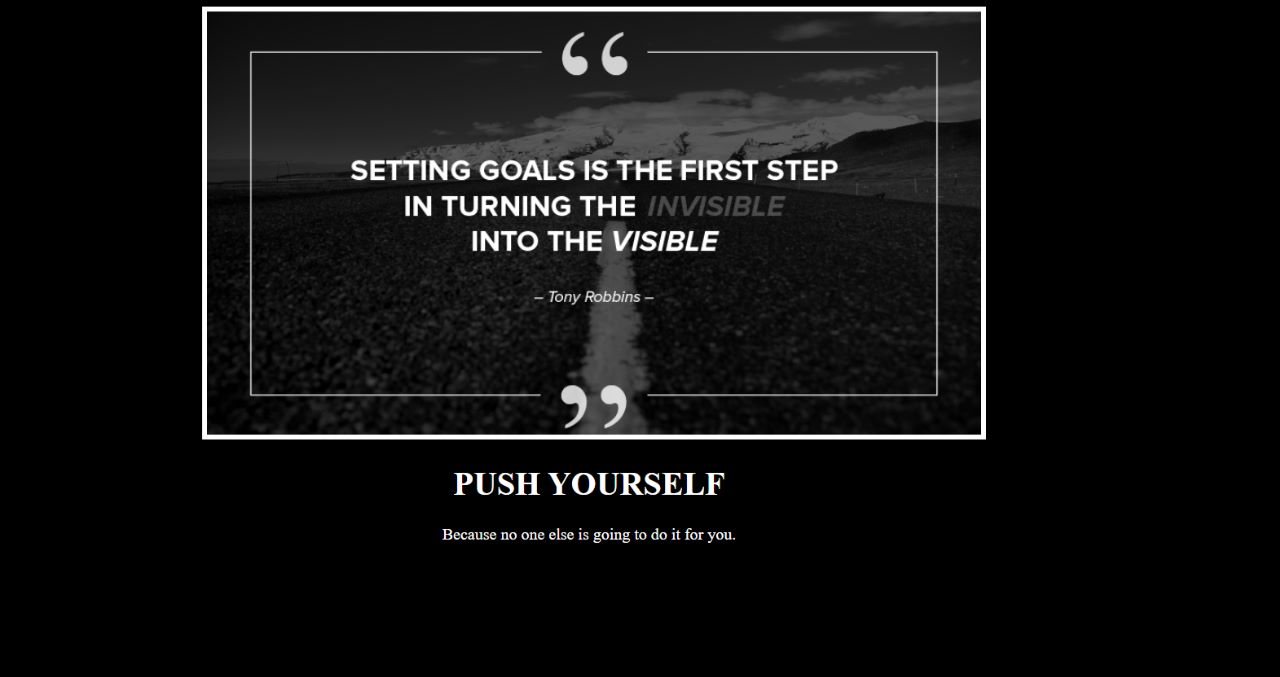 “
SETTING GOALS IS THE FIRST STEP
IN TURNING THE INVISIBLE
INTO THE VISIBLE
– Tony Robbins –
”
PUSH YOURSELF
Because no one else is going to do it for you.